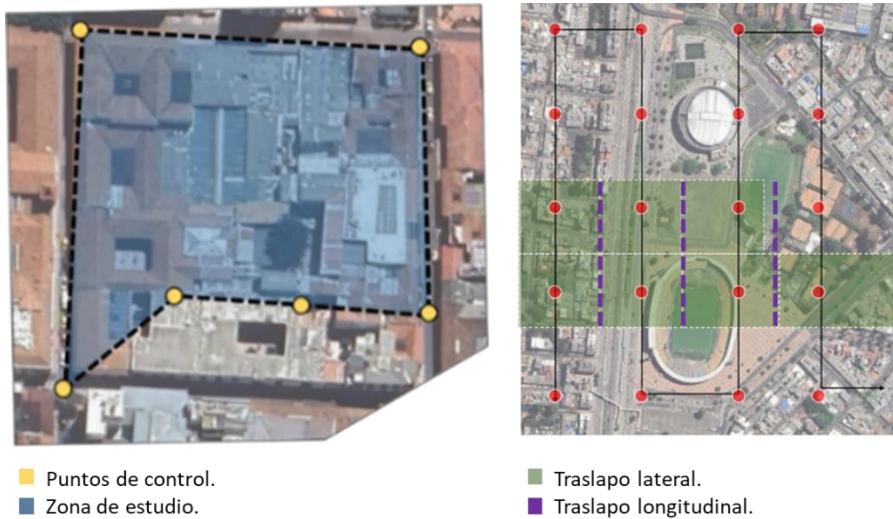 Puntos de control.
Zona de estudio.
Traslapo lateral.
Traslapo longitudinal.